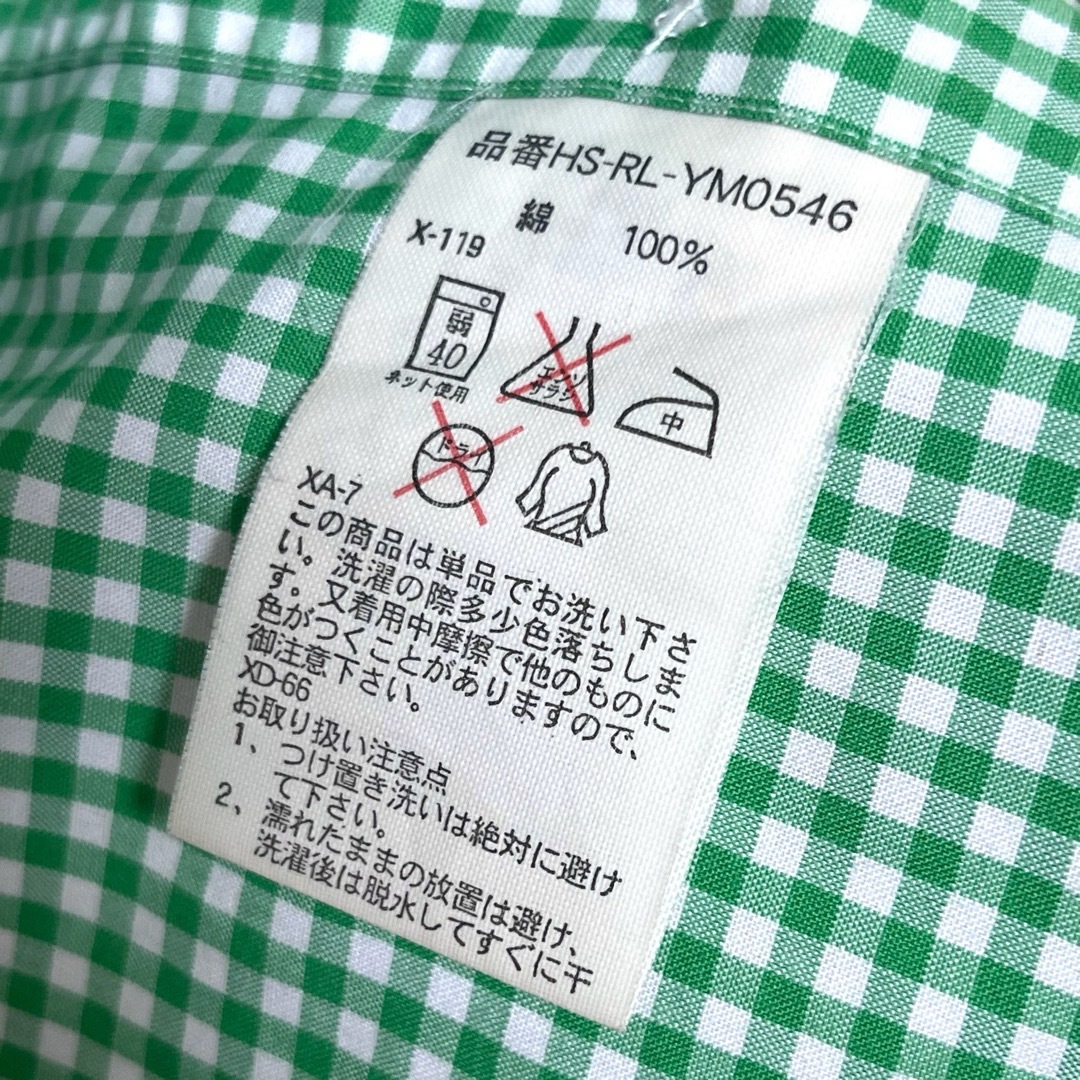 品番HS-RL-YM0546
綿 100%
X-119
弱
40
ネット使用
エンソ
サラシ
中
ドライ
XA-7
この商品は単品でお洗い下さ
い。洗濯の際多少色落ちしま
す。又着用中摩擦で他のものに
色がつくことがありますので、
御注意下さい。
XD-66
お取り扱い注意点
1、つけ置き洗いは絶対に避け
て下さい。
2、濡れたままの放置は避け、
洗濯後は脱水してすぐに干